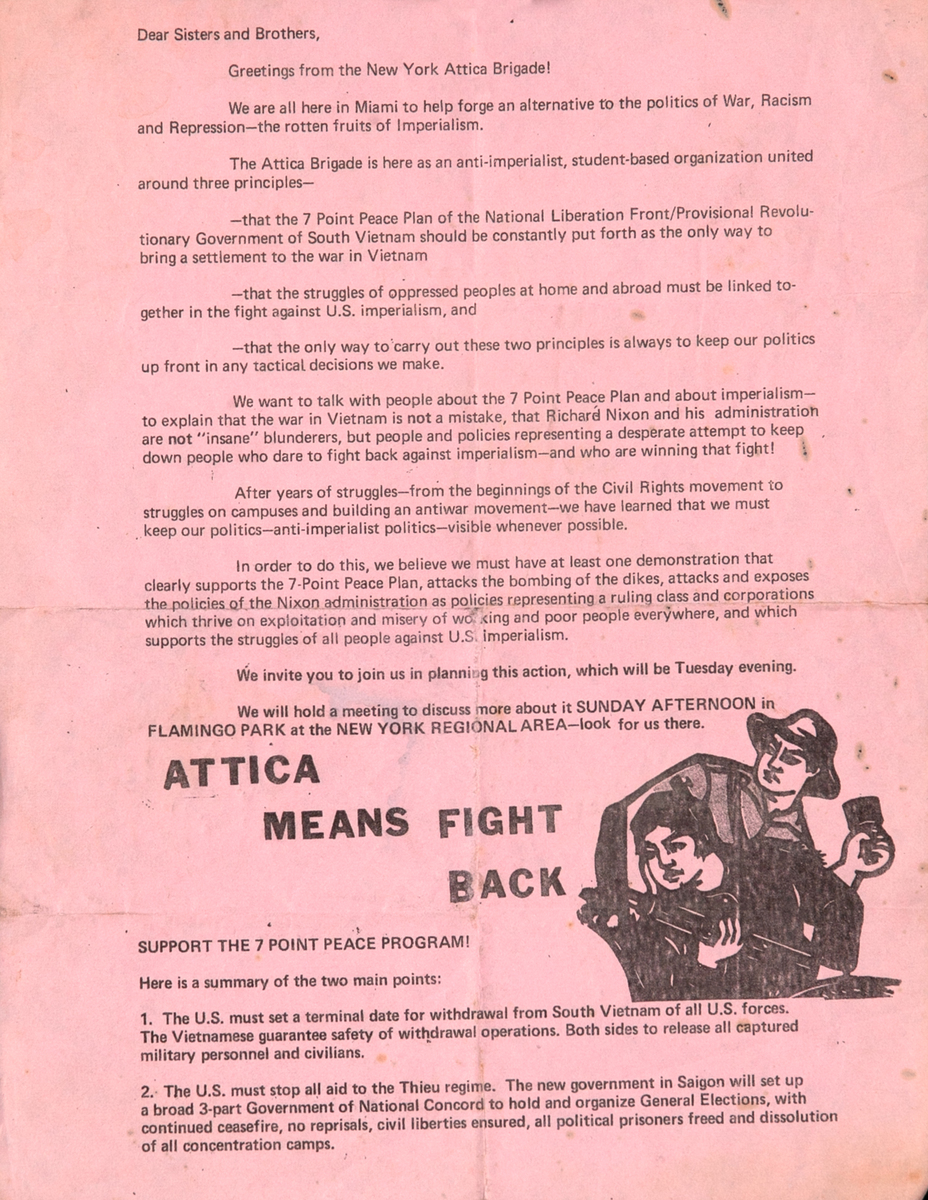 Dear Sisters and Brothers,
Greetings from the New York Attica Brigade!
We are all here in Miami to help forge an alternative to the politics of War, Racism
and Repression—the rotten fruits of Imperialism.
The Attica Brigade is here as an anti-imperialist, student-based organization united
around three principles—
—that the 7 Point Peace Plan of the National Liberation Front/Provisional Revolu-
tionary Government of South Vietnam should be constantly put forth as the only way to
bring a settlement to the war in Vietnam
—that the struggles of oppressed peoples at home and abroad must be linked to-
gether in the fight against U.S. imperialism, and
—that the only way to carry out these two principles is always to keep our politics
up front in any tactical decisions we make.
We want to talk with people about the 7 Point Peace Plan and about imperialism—
to explain that the war in Vietnam is not a mistake, that Richard Nixon and his administration
are not "insane" blunderers, but people and policies representing a desperate attempt to keep
down people who dare to fight back against imperialism—and who are winning that fight!
After years of struggles—from the beginnings of the Civil Rights movement to
struggles on campuses and building an antiwar movement—we have learned that we must
keep our politics—anti-imperialist politics—visible whenever possible.
In order to do this, we believe we must have at least one demonstration that
clearly supports the 7-Point Peace Plan, attacks the bombing of the dikes, attacks and exposes
the policies of the Nixon administration as policies representing a ruling class and corporations
which thrive on exploitation and misery of working and poor people everywhere, and which
supports the struggles of all people against U.S. imperialism.
We invite you to join us in planning this action, which will be Tuesday evening.
We will hold a meeting to discuss more about it SUNDAY AFTERNOON in
FLAMINGO PARK at the NEW YORK REGIONAL AREA—look for us there.
ATTICA
MEANS FIGHT
BACK
SUPPORT THE 7 POINT PEACE PROGRAM!
Here is a summary of the two main points:
1. The U.S. must set a terminal date for withdrawal from South Vietnam of all U.S. forces.
The Vietnamese guarantee safety of withdrawal operations. Both sides to release all captured
military personnel and civilians.
2. The U.S. must stop all aid to the Thieu regime. The new government in Saigon will set up
a broad 3-part Government of National Concord to hold and organize General Elections, with
continued ceasefire, no reprisals, civil liberties ensured, all political prisoners freed and dissolution
of all concentration camps.